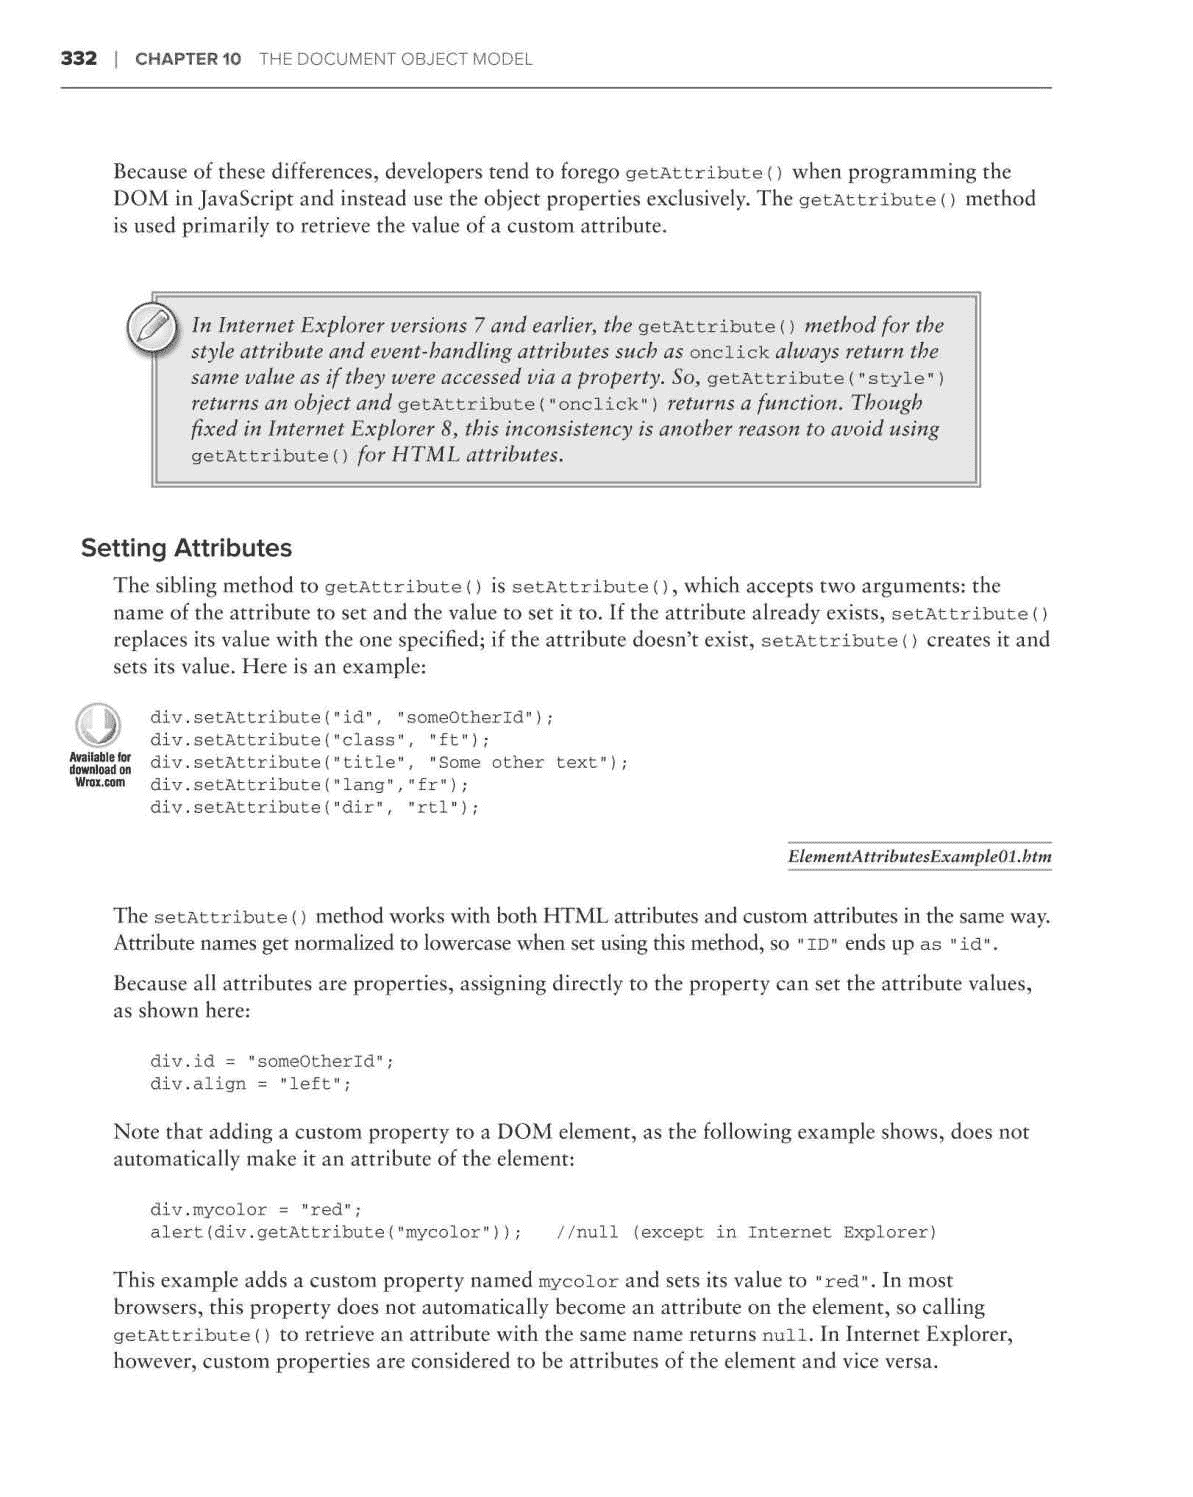 332 | CHAPTER 10 THE DOCUMENT OBJECT MODEL
Because of these differences, developers tend to forego getAttribute() when programming the
DOM in JavaScript and instead use the object properties exclusively. The getAttribute() method
is used primarily to retrieve the value of a custom attribute.
In Internet Explorer versions 7 and earlier, the getAttribute() method for the
style attribute and event-handling attributes such as onclick always return the
same value as if they were accessed via a property. So, getAttribute("style")
returns an object and getAttribute("onclick") returns a function. Though
fixed in Internet Explorer 8, this inconsistency is another reason to avoid using
getAttribute() for HTML attributes.
Setting Attributes
The sibling method to getAttribute() is setAttribute(), which accepts two arguments: the
name of the attribute to set and the value to set it to. If the attribute already exists, setAttribute()
replaces its value with the one specified; if the attribute doesn't exist, setAttribute() creates it and
sets its value. Here is an example:
Available for
download on
Wrox.com
div.setAttribute("id", "someOtherId");
div.setAttribute("class", "ft");
div.setAttribute("title", "Some other text");
div.setAttribute("lang","fr");
div.setAttribute("dir", "rtl");
ElementAttributesExample01.htm
The setAttribute() method works with both HTML attributes and custom attributes in the same way.
Attribute names get normalized to lowercase when set using this method, so "ID" ends up as "id".
Because all attributes are properties, assigning directly to the property can set the attribute values,
as shown here:
div.id = "someOtherId";
div.align = "left";
Note that adding a custom property to a DOM element, as the following example shows, does not
automatically make it an attribute of the element:
div.mycolor = "red";
alert(div.getAttribute("mycolor")); //null (except in Internet Explorer)
This example adds a custom property named mycolor and sets its value to "red". In most
browsers, this property does not automatically become an attribute on the element, so calling
getAttribute() to retrieve an attribute with the same name returns null. In Internet Explorer,
however, custom properties are considered to be attributes of the element and vice versa.